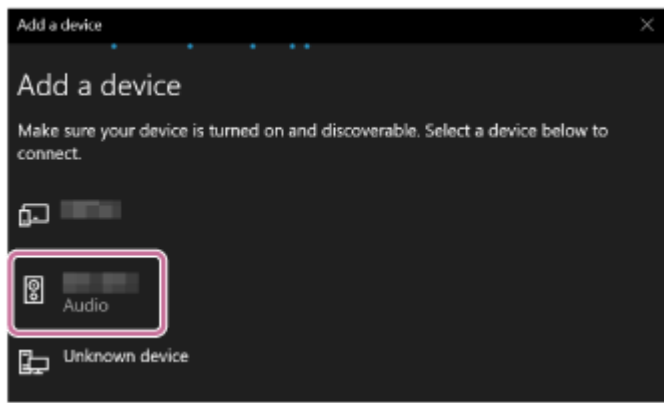 Add a device
Add a device
Make sure your device is turned on and discoverable. Select a device below to
connect.
Audio
Unknown device